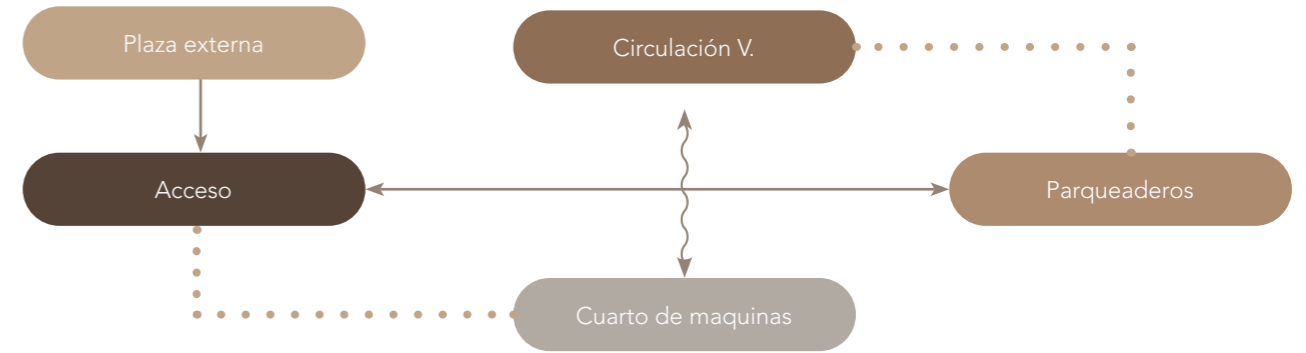 Plaza externa
Circulación V.
Acceso
Parqueaderos
Cuarto de maquinas